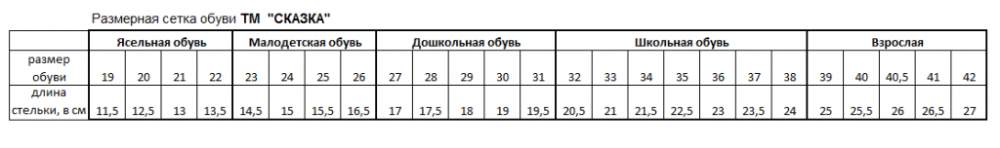 Размерная сетка обуви ТМ "СКАЗКА"
Ясельная обувь Малодетская обувь Дошкольная обувь Школьная обувь Взрослая
размер
обуви 19 20 21 22 23 24 25 26 27 28 29 30 31 32 33 34 35 36 37 38 39 40 40,5 41 42
длина
стельки, в см 11,5 12,5 13 13,5 14,5 15 15,5 16,5 17 17,5 18 19 19,5 20,5 21 21,5 22,5 23 23,5 24 25 25,5 26 26,5 27